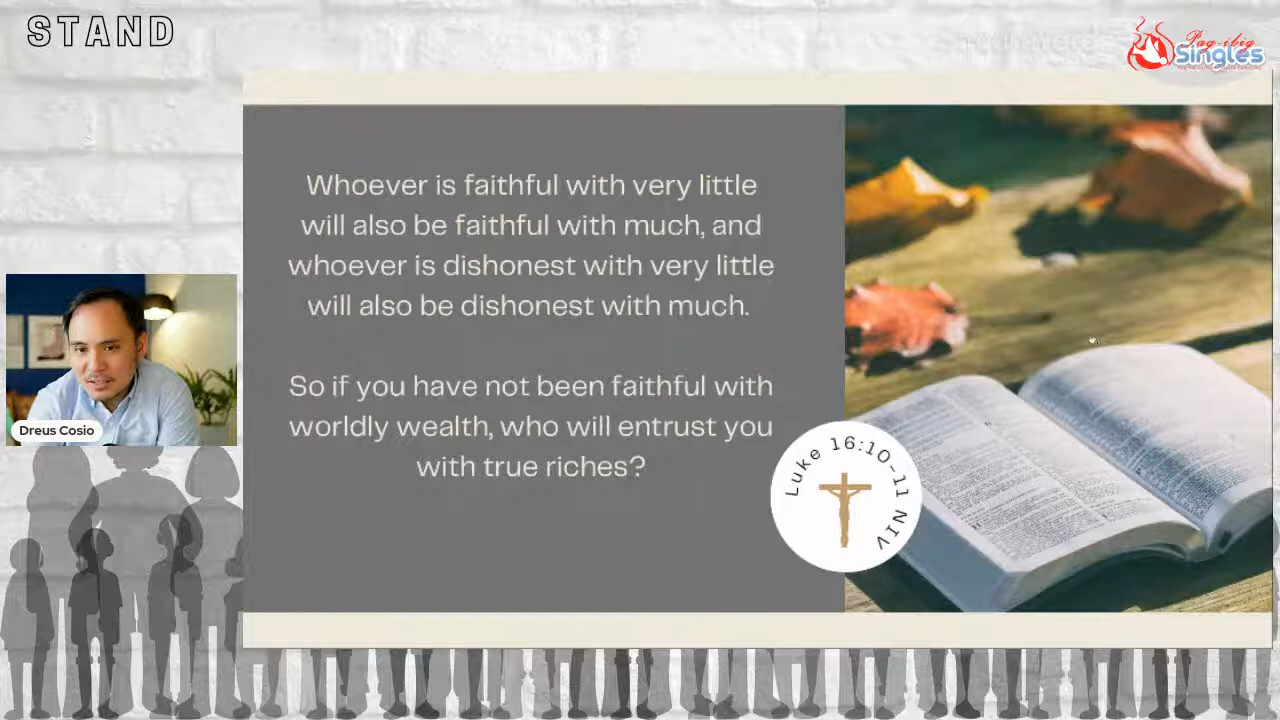 STAND
Pag-ibig
Singles
Whoever is faithful with very little
will also be faithful with much, and
whoever is dishonest with very little
will also be dishonest with much.
So if you have not been faithful with
worldly wealth, who will entrust you
with true riches?
Luke 16:10-11 NIV
Dreus Cosio